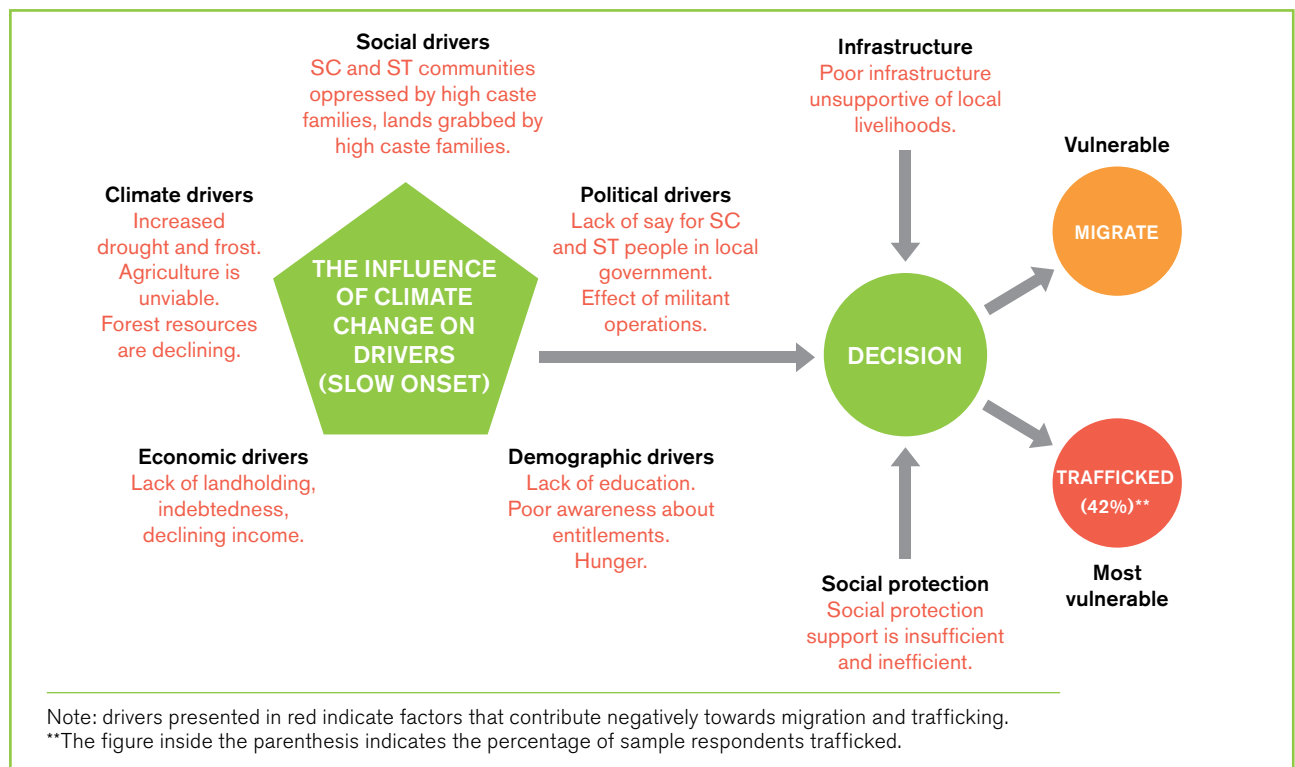 Social drivers
SC and ST communities
oppressed by high caste
families, lands grabbed by
high caste families.
Climate drivers
Increased
drought and frost.
Agriculture is
unviable.
Forest resources
are declining.
THE INFLUENCE
OF CLIMATE
CHANGE ON
DRIVERS
(SLOW ONSET)
Political drivers
Lack of say for SC
and ST people in local
government.
Effect of militant
operations.
Economic drivers
Lack of landholding,
indebtedness,
declining income.
Demographic drivers
Lack of education.
Poor awareness about
entitlements.
Hunger.
Infrastructure
Poor infrastructure
unsupportive of local
livelihoods.
DECISION
Social protection
Social protection
support is insufficient
and inefficient.
Vulnerable
MIGRATE
TRAFFICKED
(42%)**
Most
vulnerable
Note: drivers presented in red indicate factors that contribute negatively towards migration and trafficking.
**The figure inside the parenthesis indicates the percentage of sample respondents trafficked.